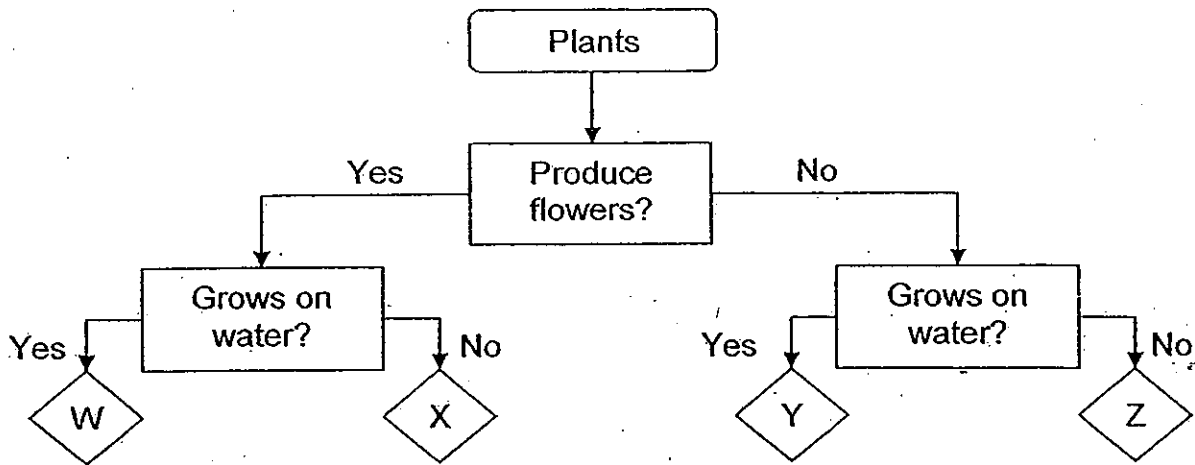 Plants
Yes
Produce
flowers?
No
Grows on
water?
Grows on
water?
Yes
No
Yes
No
W
X
Y
Z